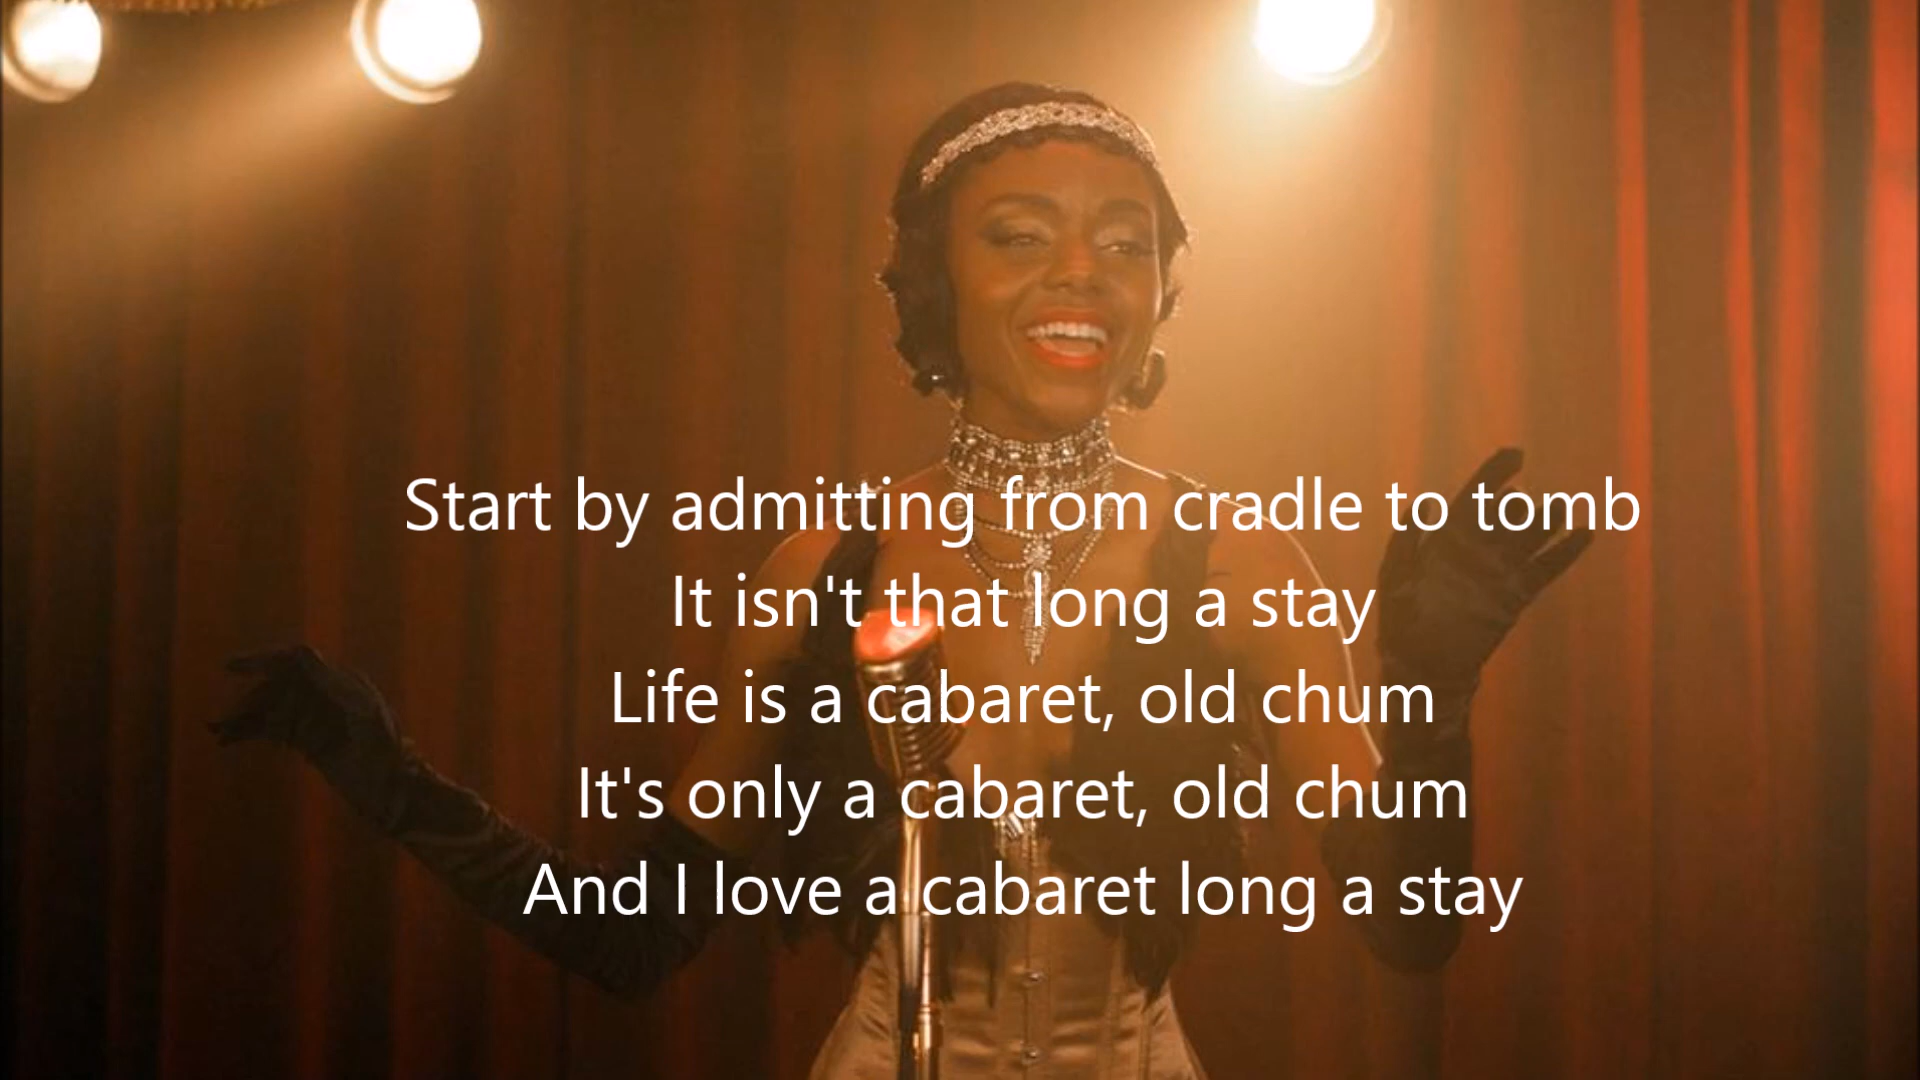 Start by admitting from cradle to tomb
It isn't that long a stay
Life is a cabaret, old chum
It's only a cabaret, old chum
And I love a cabaret long a stay